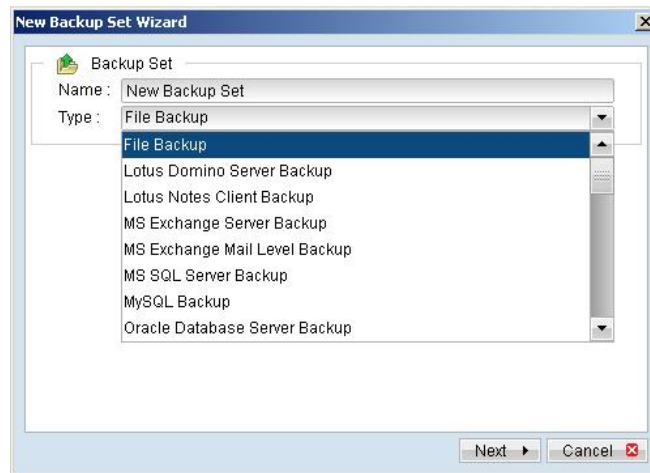 New Backup Set Wizard
Backup Set
Name : New Backup Set
Type : File Backup
File Backup
Lotus Domino Server Backup
Lotus Notes Client Backup
MS Exchange Server Backup
MS Exchange Mail Level Backup
MS SQL Server Backup
MySQL Backup
Oracle Database Server Backup
Next Cancel